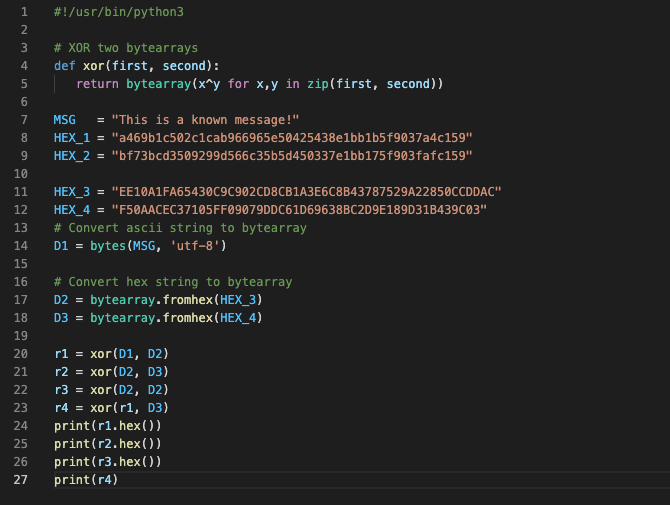 1 #!/usr/bin/python3
2
3 # XOR two bytearrays
4 def xor(first, second):
5    return bytearray(x^y for x,y in zip(first, second))
6
7 MSG   = "This is a known message!"
8 HEX_1 = "a469b1c502c1cab966965e50425438e1bb1b5f9037a4c159"
9 HEX_2 = "bf73bcd3509299d566c35b5d450337e1bb175f903fafc159"
10
11 HEX_3 = "EE10A1FA65430C9C902CD8CB1A3E6C8B43787529A22850CCDDAC"
12 HEX_4 = "F50AACEC37105FF09079DDC61D69638BC2D9E189D31B439C03"
13 # Convert ascii string to bytearray
14 D1 = bytes(MSG, 'utf-8')
15
16 # Convert hex string to bytearray
17 D2 = bytearray.fromhex(HEX_3)
18 D3 = bytearray.fromhex(HEX_4)
19
20 r1 = xor(D1, D2)
21 r2 = xor(D2, D3)
22 r3 = xor(D2, D2)
23 r4 = xor(r1, D3)
24 print(r1.hex())
25 print(r2.hex())
26 print(r3.hex())
27 print(r4)